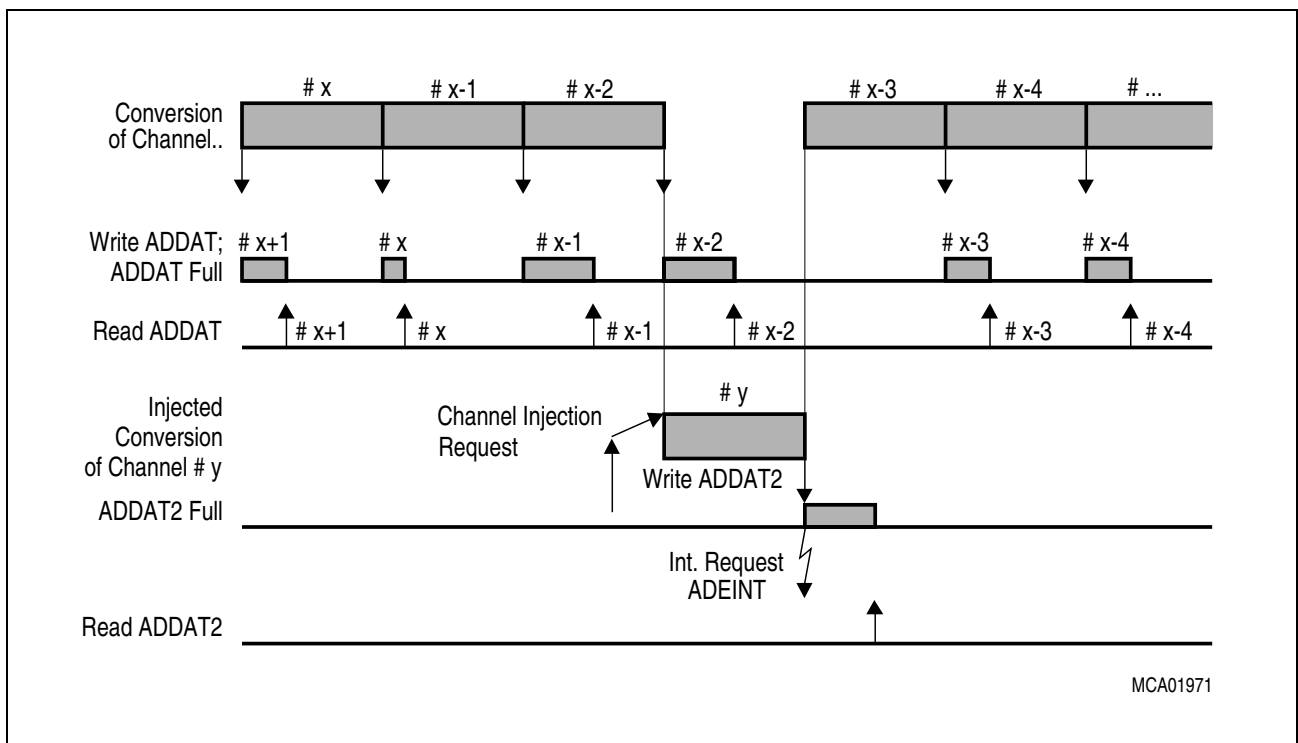 # x # x-1 # x-2 # x-3 # x-4 # ...
Conversion
of Channel..
Write ADDAT; # x+1 # x # x-1 # x-2 # x-3 # x-4
ADDAT Full
Read ADDAT # x+1 # x # x-1 # x-2 # x-3 # x-4
# y
Injected
Conversion
of Channel # y
Channel Injection
Request
Write ADDAT2
ADDAT2 Full
Int. Request
ADEINT
Read ADDAT2
MCA01971